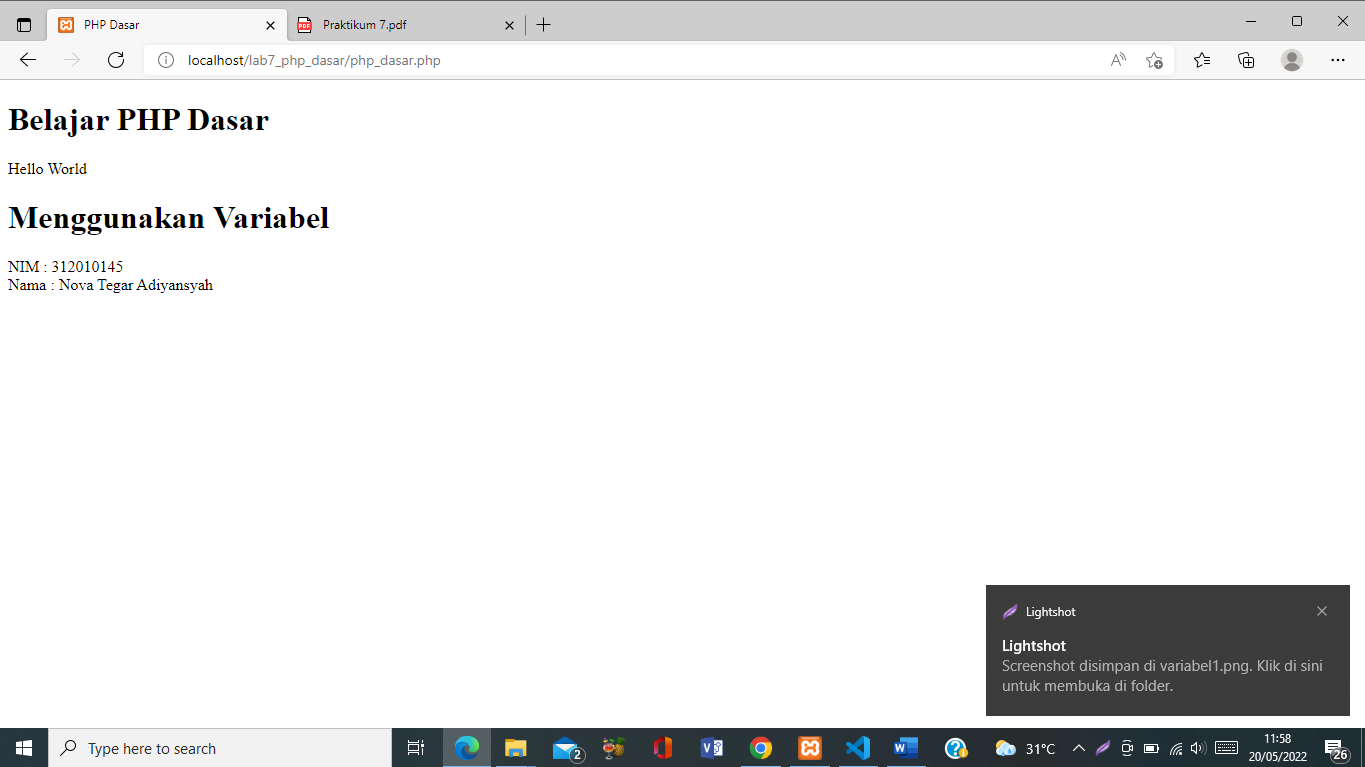 PHP Dasar
Praktikum 7.pdf
localhost/lab7_php_dasar/php_dasar.php
Belajar PHP Dasar
Hello World
Menggunakan Variabel
NIM : 312010145
Nama : Nova Tegar Adiyansyah
Lightshot
Lightshot
Screenshot disimpan di variabel1.png. Klik di sini
untuk membuka di folder.
Type here to search
2
31°C
11:58
20/05/2022
26